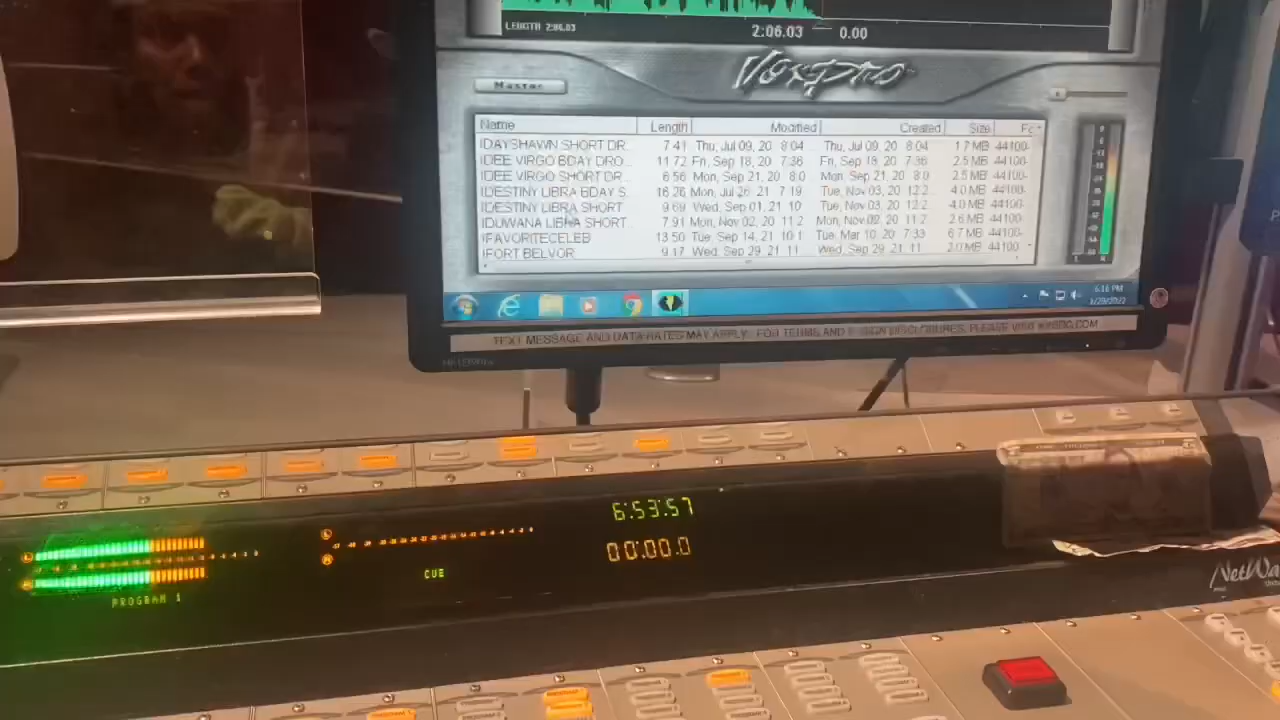 LENGTH 2:06.03
2:06.03 0.00
VoxPro
Master
Name Length Modified Created Size Fo
!DAYSHAWN SHORT DR... 7.41 Thu, Jul 09, 20 8:04 Thu, Jul 09, 20 8:04 1.7 MB 44100-
!DEE VIRGO BDAY DRO... 11.72 Fri, Sep 18, 20 7:36 Fri, Sep 18, 20 7:36 2.5 MB 44100-
!DEE VIRGO SHORT DR... 6.56 Mon, Sep 21, 20 8:0 Mon, Sep 21, 20 8:0 2.5 MB 44100-
!DESTINY LIBRA BDAY S... 16.26 Mon, Jul 26, 21 7:19 Tue, Nov 03, 20 12:2 4.0 MB 44100-
!DESTINY LIBRA SHORT 9.69 Wed, Sep 01, 21 10 Tue, Nov 03, 20 12:2 4.0 MB 44100-
!DUWANA LIBRA SHORT 7.91 Mon, Nov 02, 20 11:2 Mon, Nov 02, 20 11:2 2.6 MB 44100-
!FAVORITECELEB 13.50 Tue, Sep 14, 21 10:1 Tue, Mar 10, 20 7:33 6.7 MB 44100-
!FORT BELVOR 9.17 Wed, Sep 29, 21 11 Wed, Sep 29, 21 11 2.0 MB 44100-
6:16 PM
TEXT MESSAGE AND DATA RATES MAY APPLY. FOR TERMS AND DISCLOSURES, PLEASE VISIT
6:53:57
00:00.0
CUE
PROGRAM 1
NetWa